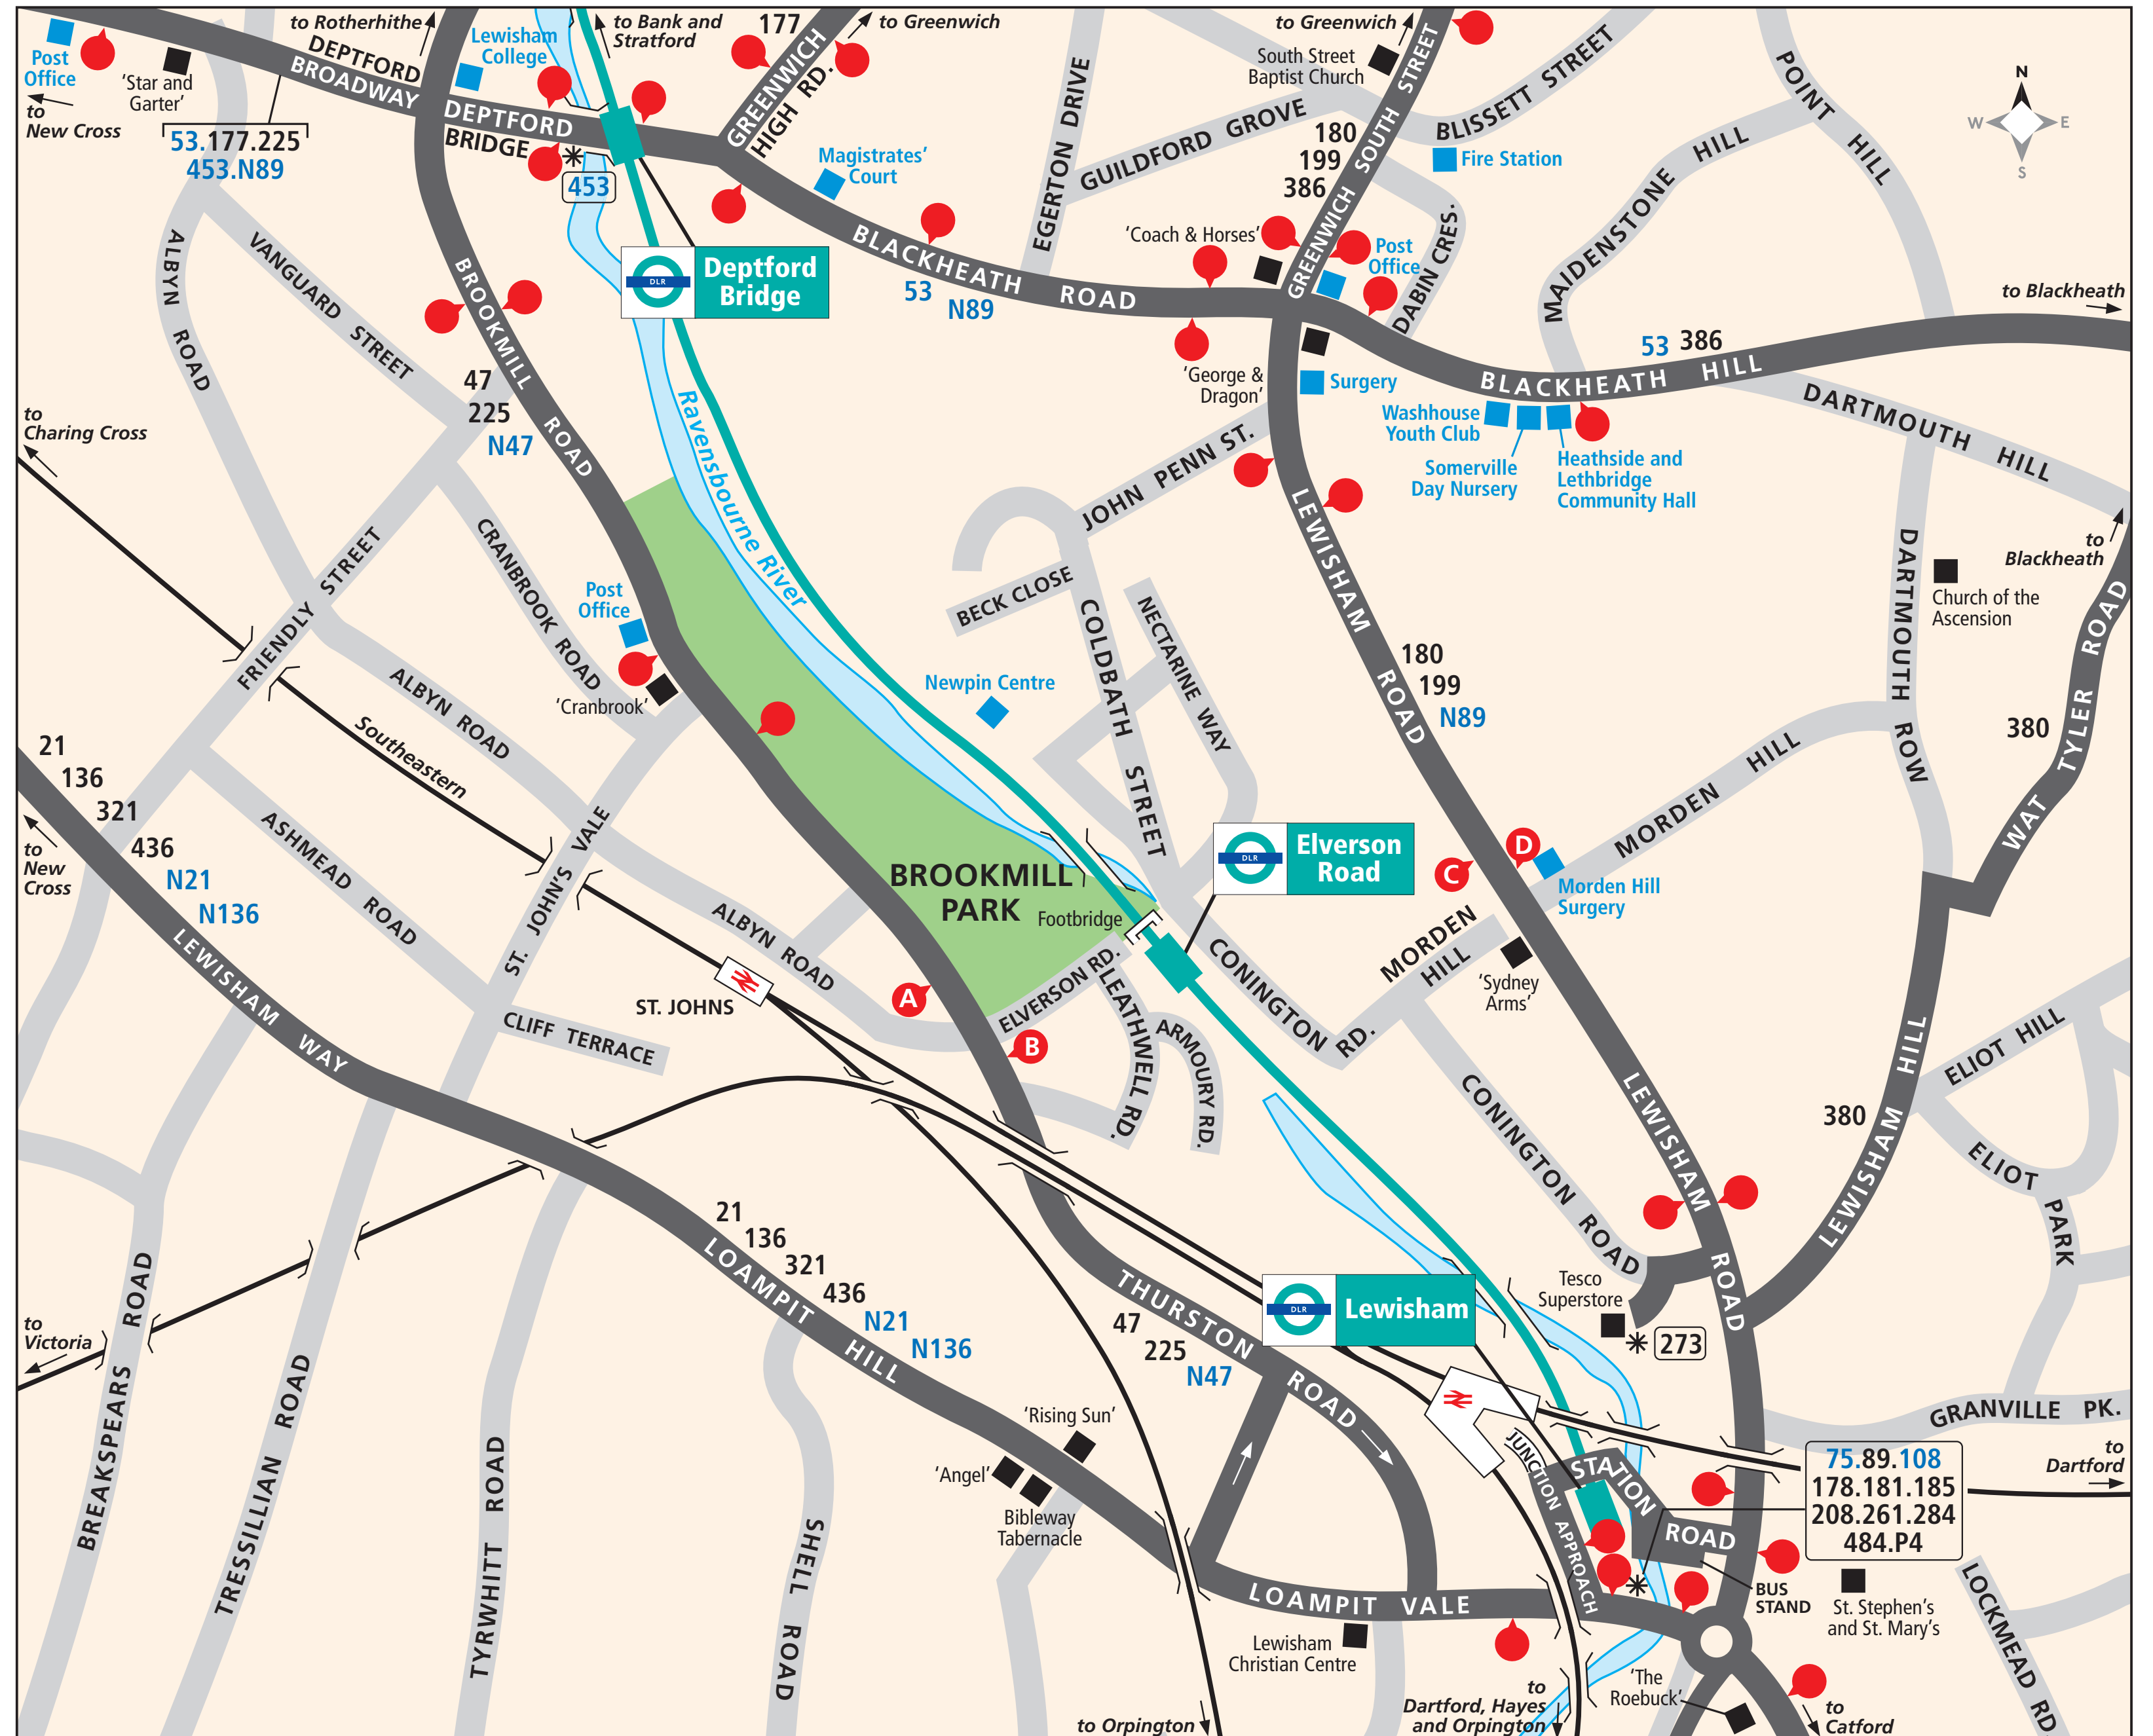 to Rotherhithe
to Bank and
Stratford
177
to Greenwich
to Greenwich
Post
Office
'Star and
Garter'
to
New Cross
DEPTFORD
BROADWAY
Lewisham
College
DEPTFORD
BRIDGE
453
53.177.225
453.N89
GREENWICH
HIGH RD.
Magistrates'
Court
EGERTON DRIVE
GUILDFORD GROVE
South Street
Baptist Church
GREENWICH SOUTH STREET
180
199
386
BLISSETT STREET
Fire Station
POINT HILL
MAIDENSTONE HILL
N
W
E
S
ALBYN ROAD
VANGUARD STREET
BROOKMILL ROAD
DLR
Deptford
Bridge
BLACKHEATH ROAD
53
N89
'Coach & Horses'
Post
Office
DABIN CRES.
to Blackheath
53
386
BLACKHEATH HILL
'George &
Dragon'
Surgery
Washhouse
Youth Club
Somerville
Day Nursery
Heathside and
Lethbridge
Community Hall
DARTMOUTH HILL
47
225
N47
to
Charing Cross
Ravensbourne River
JOHN PENN ST.
LEWISHAM ROAD
DARTMOUTH ROW
to
Blackheath
Church of the
Ascension
FRIENDLY STREET
CRANBROOK ROAD
Post
Office
'Cranbrook'
BECK CLOSE
COLDBATH STREET
NECTARINE WAY
Newpin Centre
180
199
N89
380
WAT TYLER ROAD
ALBYN ROAD
Southeastern
21
136
321
436
N21
N136
to
New
Cross
ASHMEAD ROAD
ST. JOHN'S VALE
BROOKMILL
PARK
Footbridge
DLR
Elverson
Road
C
D
Morden Hill
Surgery
MORDEN HILL
MORDEN
HILL
'Sydney
Arms'
LEWISHAM WAY
ALBYN ROAD
ST. JOHNS
A
B
ELVERSON RD.
LEATHWELL RD.
ARMOURY RD.
CONINGTON RD.
CLIFF TERRACE
CONINGTON ROAD
LEWISHAM ROAD
380
LEWISHAM HILL
ELIOT HILL
ELIOT PARK
21
136
321
436
N21
N136
LOAMPIT HILL
to
Victoria
BREAKSPEARS ROAD
TRESSILLIAN ROAD
TYRWHITT ROAD
SHELL ROAD
THURSTON ROAD
47
225
N47
DLR
Lewisham
Tesco
Superstore
273
GRANVILLE PK.
to
Dartford
75.89.108
178.181.185
208.261.284
484.P4
'Rising Sun'
'Angel'
Bibleway
Tabernacle
JUNCTION APPROACH
STATION
ROAD
BUS
STAND
St. Stephen's
and St. Mary's
LOCKMEAD RD
LOAMPIT VALE
Lewisham
Christian Centre
'The
Roebuck'
to
Dartford, Hayes
and Orpington
to Orpington
to
Catford